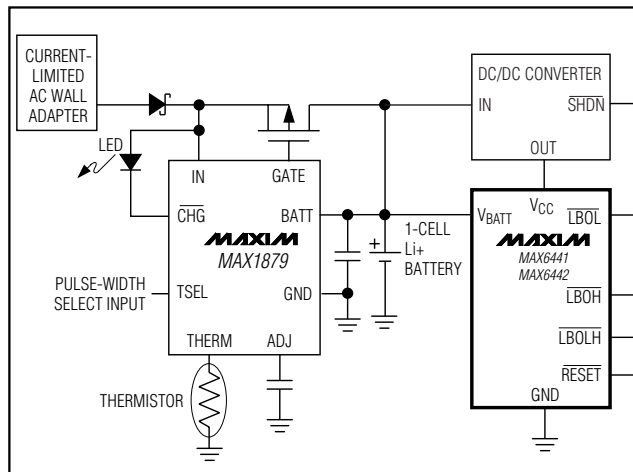 CURRENT-
LIMITED
AC WALL
ADAPTER
LED
IN
GATE
CHG
BATT
MAXIM
MAX1879
PULSE-WIDTH
SELECT INPUT
TSEL
GND
THERM
ADJ
THERMISTOR
+
1-CELL
Li+
BATTERY
DC/DC CONVERTER
IN
SHDN
OUT
VBATT
VCC
LBOL
MAXIM
MAX6441
MAX6442
LBOH
LBOLH
RESET
GND